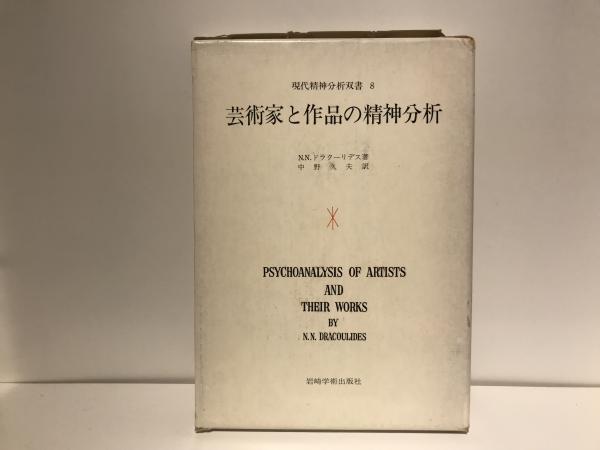 現代精神分析双書 8
芸術家と作品の精神分析
N.N.ドラクーリデス著
中野久夫訳
PSYCHOANALYSIS OF ARTISTS
AND
THEIR WORKS
BY
N.N. DRACOULIDES
岩崎学術出版社